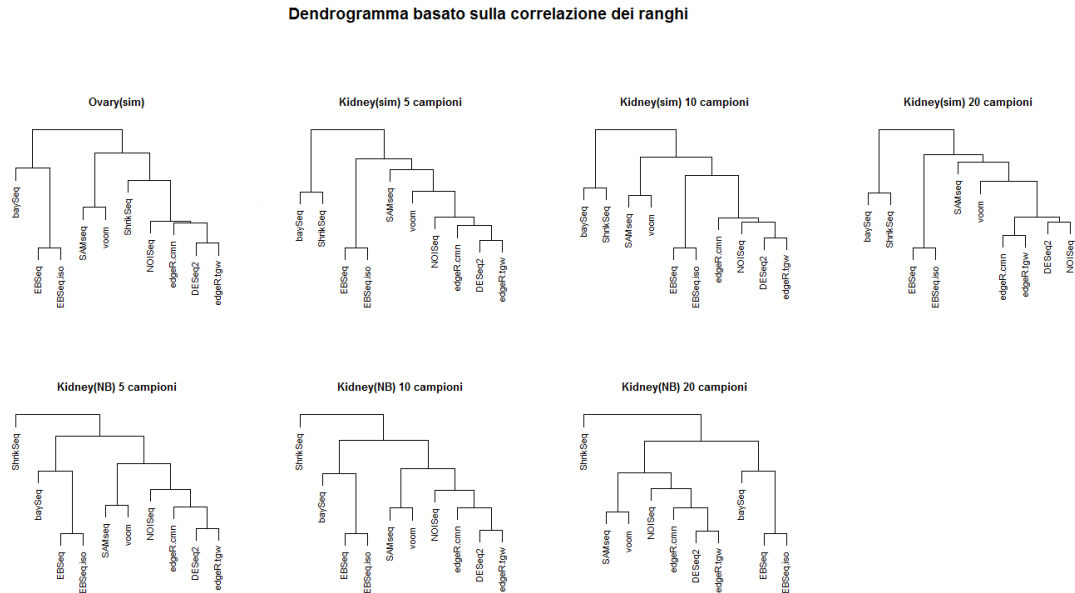 Dendrogramma basato sulla correlazione dei ranghi
Ovary(sim)
baySeq
EBSeq
EBSeq.iso
SAMseq
voom
ShrikSeq
NOISeq
edgeR.cmn
DESeq2
edgeR.tgw
Kidney(sim) 5 campioni
baySeq
ShrikSeq
EBSeq
EBSeq.iso
SAMseq
voom
NOISeq
edgeR.cmn
DESeq2
edgeR.tgw
Kidney(sim) 10 campioni
baySeq
ShrikSeq
SAMseq
voom
EBSeq
EBSeq.iso
edgeR.cmn
NOISeq
DESeq2
edgeR.tgw
Kidney(sim) 20 campioni
baySeq
ShrikSeq
EBSeq
EBSeq.iso
SAMseq
voom
edgeR.cmn
edgeR.tgw
DESeq2
NOISeq
Kidney(NB) 5 campioni
ShrikSeq
baySeq
EBSeq
EBSeq.iso
SAMseq
voom
NOISeq
edgeR.cmn
DESeq2
edgeR.tgw
Kidney(NB) 10 campioni
ShrikSeq
baySeq
EBSeq
EBSeq.iso
SAMseq
voom
NOISeq
edgeR.cmn
DESeq2
edgeR.tgw
Kidney(NB) 20 campioni
ShrikSeq
SAMseq
voom
NOISeq
edgeR.cmn
DESeq2
edgeR.tgw
baySeq
EBSeq
EBSeq.iso